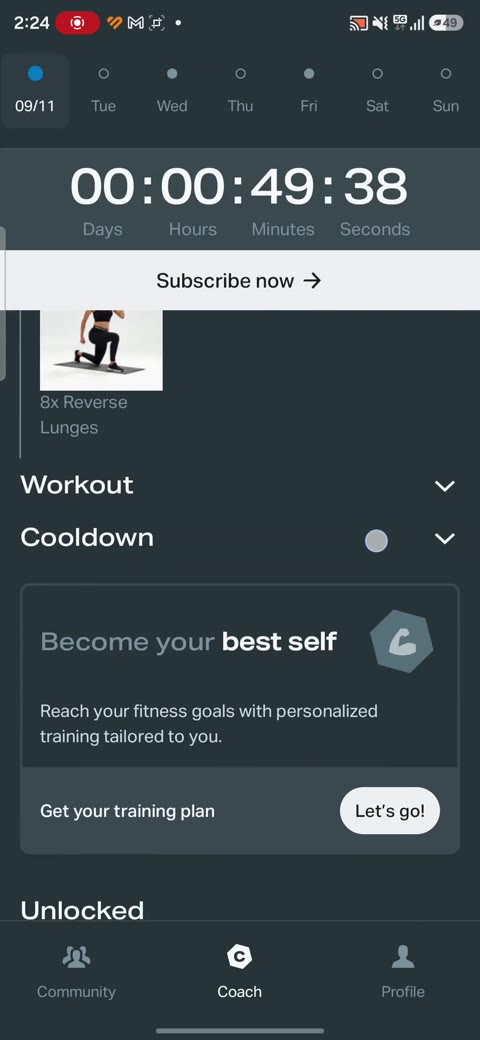 2:24
5G
49
09/11 Tue Wed Thu Fri Sat Sun
00:00:49:38
Days Hours Minutes Seconds
Subscribe now →
8x Reverse
Lunges
Workout
Cooldown
Become your best self
Reach your fitness goals with personalized
training tailored to you.
Get your training plan
Let's go!
Unlocked
C
Community Coach Profile